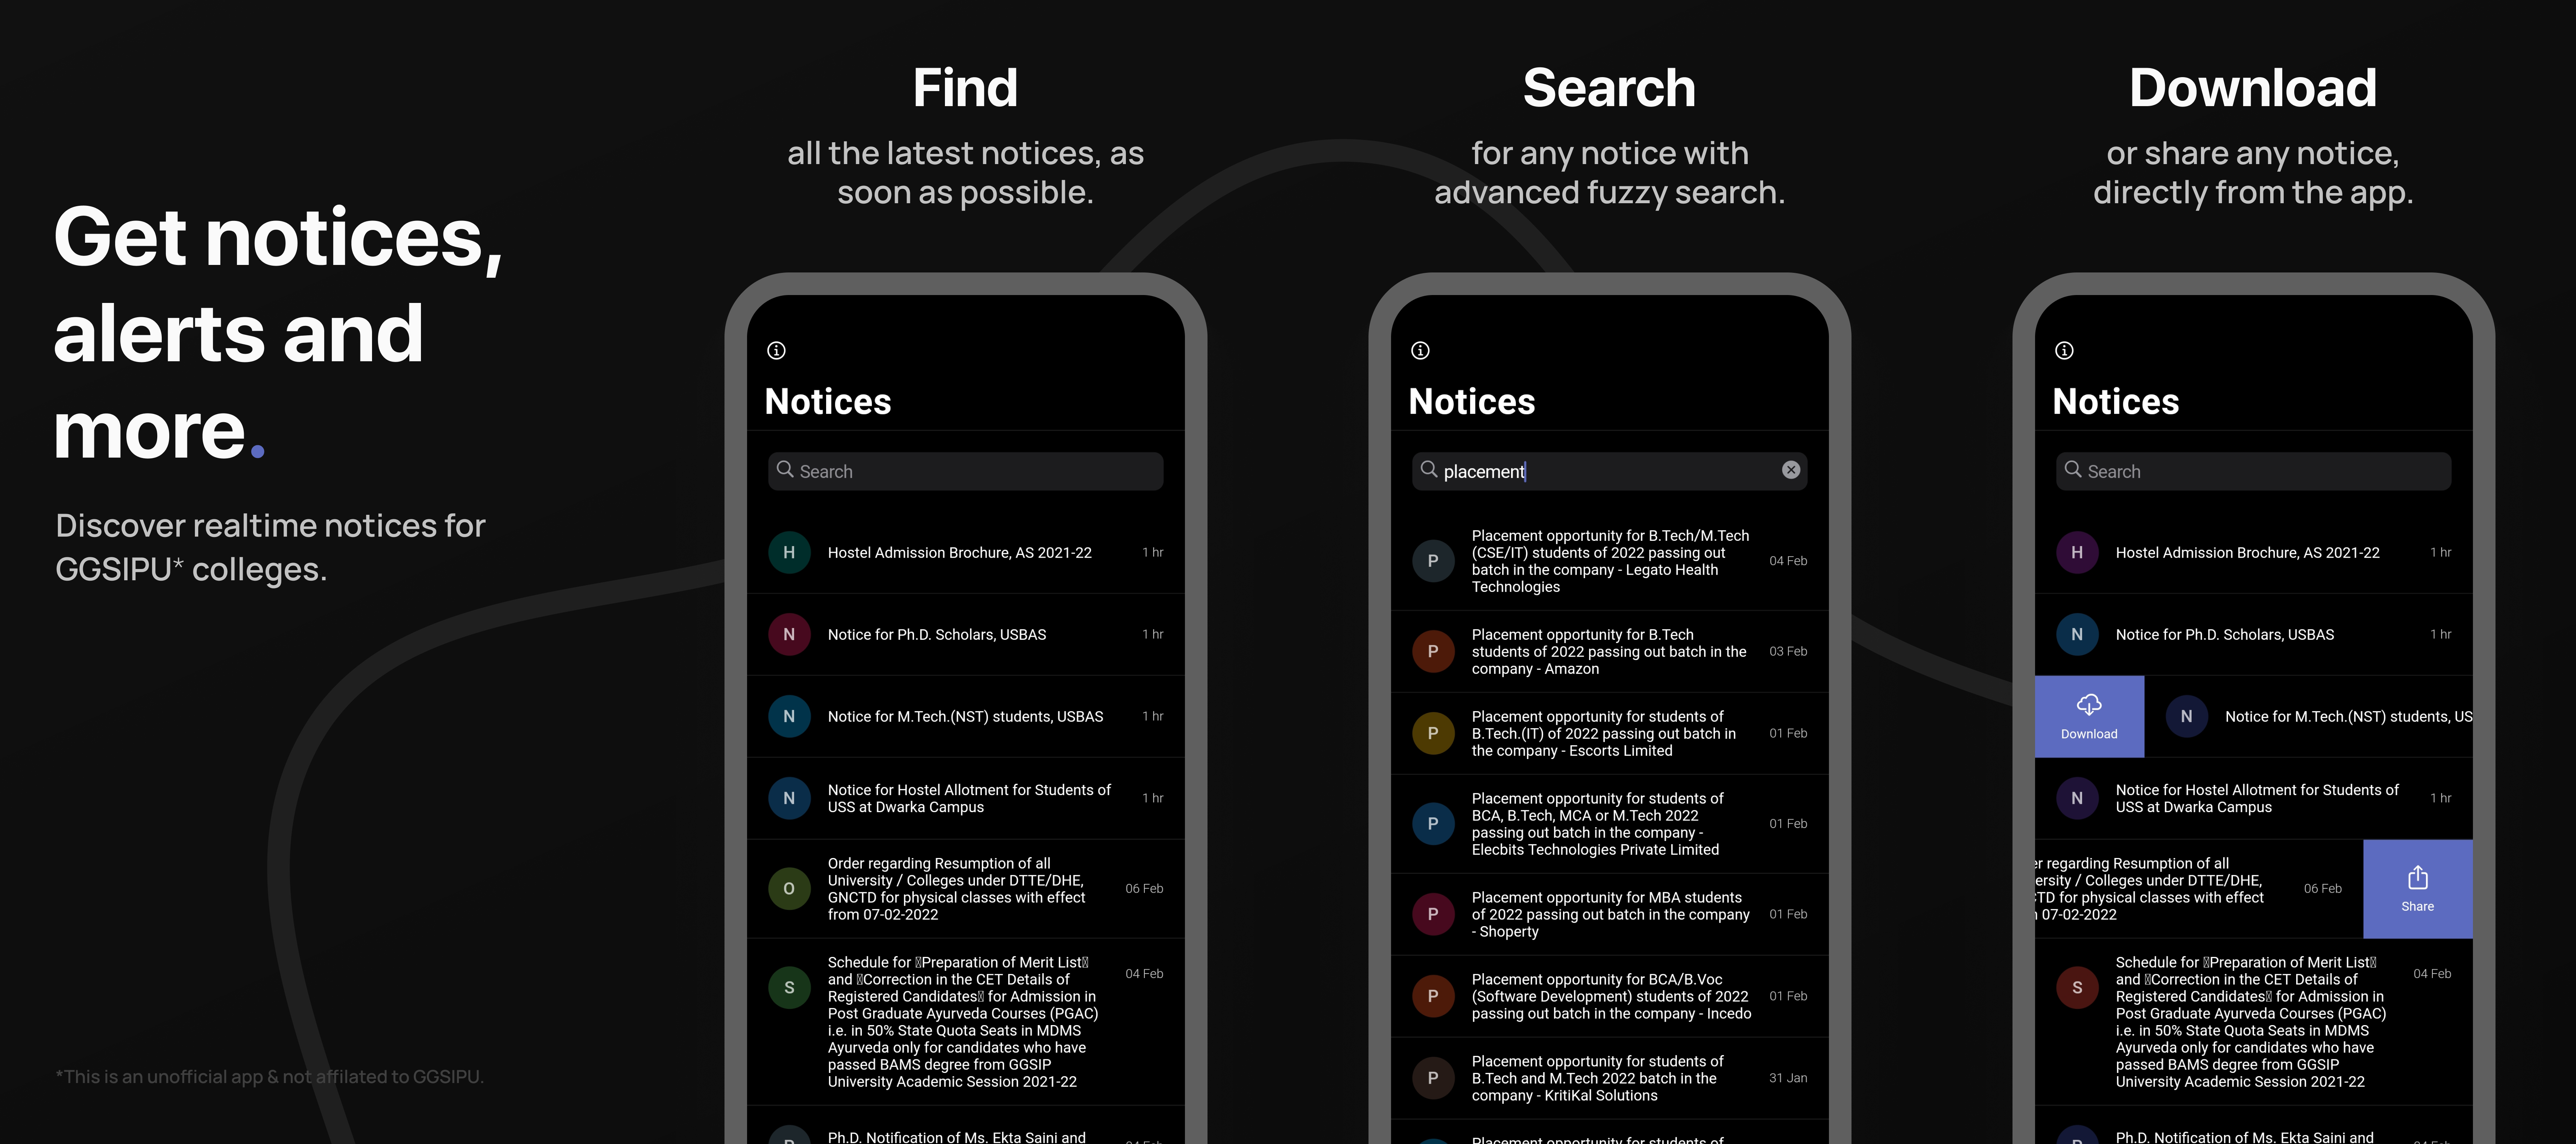 Get notices,
alerts and
more.
Discover realtime notices for
GGSIPU* colleges.
*This is an unofficial app & not affilated to GGSIPU.
Find
all the latest notices, as
soon as possible.
Notices
Search
H
Hostel Admission Brochure, AS 2021-22
1 hr
N
Notice for Ph.D. Scholars, USBAS
1 hr
N
Notice for M.Tech.(NST) students, USBAS
1 hr
N
Notice for Hostel Allotment for Students of
USS at Dwarka Campus
1 hr
O
Order regarding Resumption of all
University / Colleges under DTTE/DHE,
GNCTD for physical classes with effect
from 07-02-2022
06 Feb
S
Schedule for Preparation of Merit List
and Correction in the CET Details of
Registered Candidates for Admission in
Post Graduate Ayurveda Courses (PGAC)
i.e. in 50% State Quota Seats in MDMS
Ayurveda only for candidates who have
passed BAMS degree from GGSIP
University Academic Session 2021-22
04 Feb
Ph.D. Notification of Ms. Ekta Saini and
Search
for any notice with
advanced fuzzy search.
Notices
placement
P
Placement opportunity for B.Tech/M.Tech
(CSE/IT) students of 2022 passing out
batch in the company - Legato Health
Technologies
04 Feb
P
Placement opportunity for B.Tech
students of 2022 passing out batch in the
company - Amazon
03 Feb
P
Placement opportunity for students of
B.Tech.(IT) of 2022 passing out batch in
the company - Escorts Limited
01 Feb
P
Placement opportunity for students of
BCA, B.Tech, MCA or M.Tech 2022
passing out batch in the company -
Elecbits Technologies Private Limited
01 Feb
P
Placement opportunity for MBA students
of 2022 passing out batch in the company
- Shoperty
01 Feb
P
Placement opportunity for BCA/B.Voc
(Software Development) students of 2022
passing out batch in the company - Incedo
01 Feb
P
Placement opportunity for students of
B.Tech and M.Tech 2022 batch in the
company - KritiKal Solutions
31 Jan
Placement opportunity for students of
Download
or share any notice,
directly from the app.
Notices
Search
H
Hostel Admission Brochure, AS 2021-22
1 hr
N
Notice for Ph.D. Scholars, USBAS
1 hr
Download
N
Notice for M.Tech.(NST) students, US
N
Notice for Hostel Allotment for Students of
USS at Dwarka Campus
1 hr
er regarding Resumption of all
ersity / Colleges under DTTE/DHE,
CTD for physical classes with effect
07-02-2022
06 Feb
Share
S
Schedule for Preparation of Merit List
and Correction in the CET Details of
Registered Candidates for Admission in
Post Graduate Ayurveda Courses (PGAC)
i.e. in 50% State Quota Seats in MDMS
Ayurveda only for candidates who have
passed BAMS degree from GGSIP
University Academic Session 2021-22
04 Feb
Ph.D. Notification of Ms. Ekta Saini and